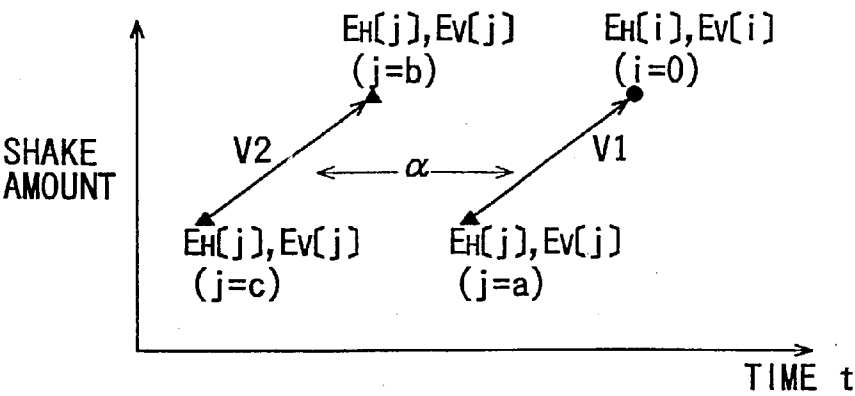 EH[j],EV[j]
(j=b)
EH[i],EV[i]
(i=0)
SHAKE
AMOUNT
V2
α
V1
EH[j],EV[j]
(j=c)
EH[j],EV[j]
(j=a)
TIME t